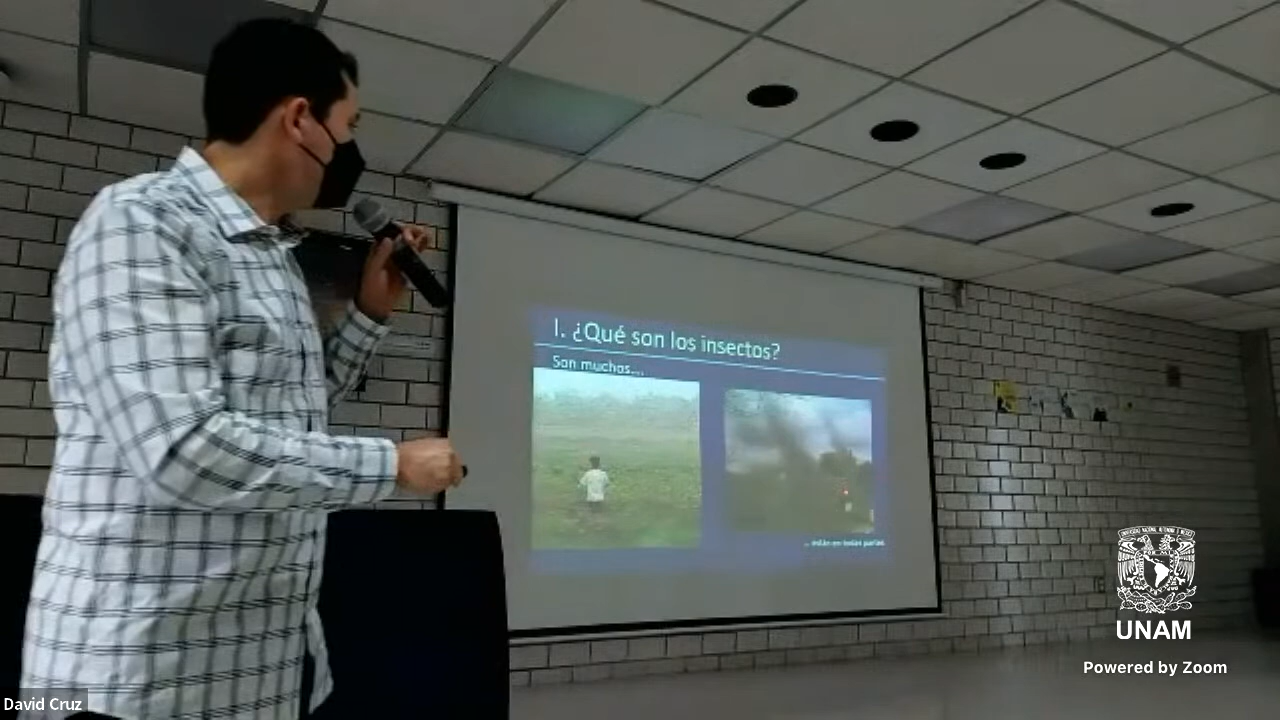 I. ¿Qué son los insectos?
Son muchos...
... están en todas partes
UNAM
Powered by Zoom
David Cruz